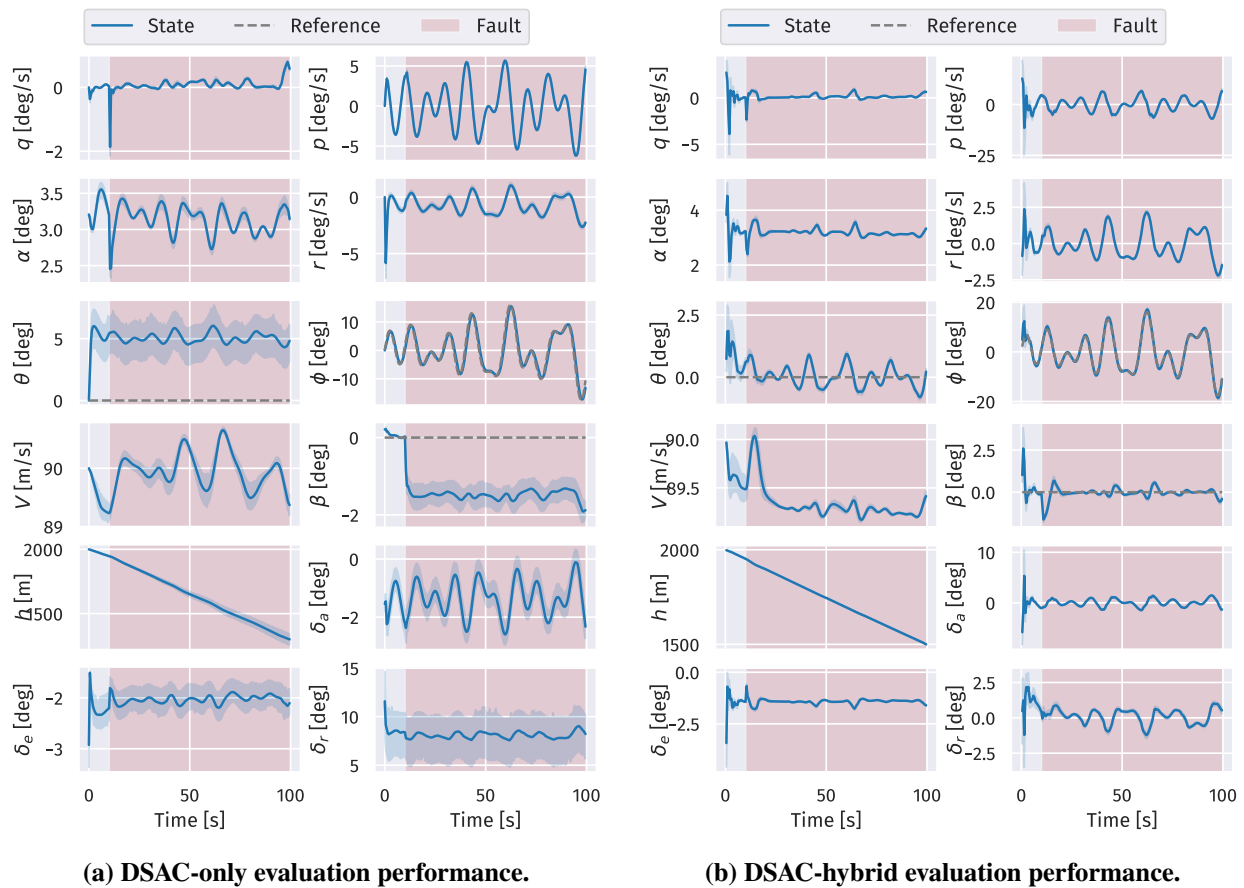 State Reference Fault
State Reference Fault
q [deg/s]
0
−2
p [deg/s]
5
0
−5
q [deg/s]
0
−5
p [deg/s]
0
−25
α [deg]
3.5
3.0
2.5
r [deg/s]
0
−5
α [deg]
4
2
r [deg/s]
2.5
0.0
−2.5
θ [deg]
5
0
ϕ [deg]
10
0
−10
θ [deg]
2.5
0.0
ϕ [deg]
20
0
−20
V [m/s]
90
89
β [deg]
0
−2
V [m/s]
90.0
89.5
β [deg]
2.5
0.0
h [m]
2000
1500
δa [deg]
0
−2
h [m]
2000
1500
δa [deg]
10
0
δe [deg]
−2
−3
δr [deg]
15
10
5
δe [deg]
0.0
−2.5
δr [deg]
2.5
0.0
−2.5
0 50 100
0 50 100
0 50 100
0 50 100
Time [s]
Time [s]
Time [s]
Time [s]
(a) DSAC-only evaluation performance.
(b) DSAC-hybrid evaluation performance.